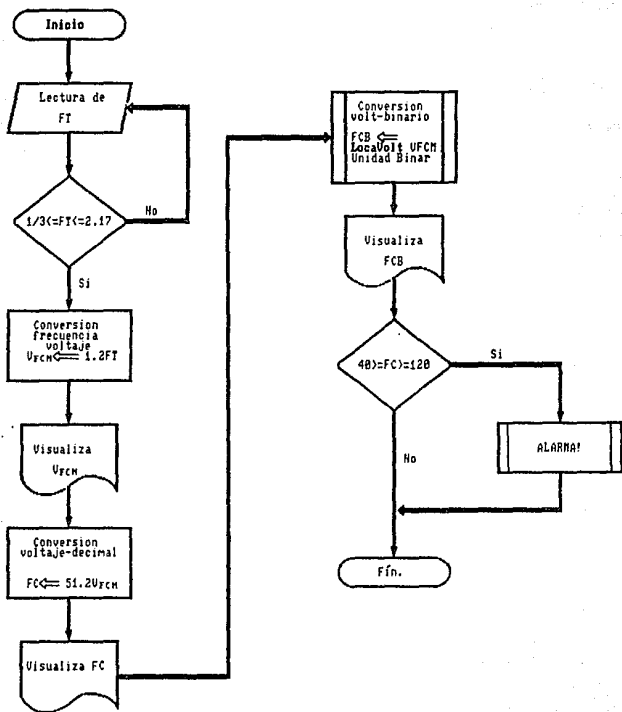 Inicio
Lectura de
FT
1/3<=FT<=2.17
No
Si
Conversion
frecuencia
voltaje
VFCM⇐ 1.2FT
Visualiza
VFCM
Conversion
voltaje-decimal
FC⇐ 51.2VFCM
Visualiza FC
Conversion
volt-binario
FCB ⇐
LocaVolt VFCM
Unidad Binar
Visualiza
FCB
40>=FC>=120
Si
No
ALARMA!
Fín.